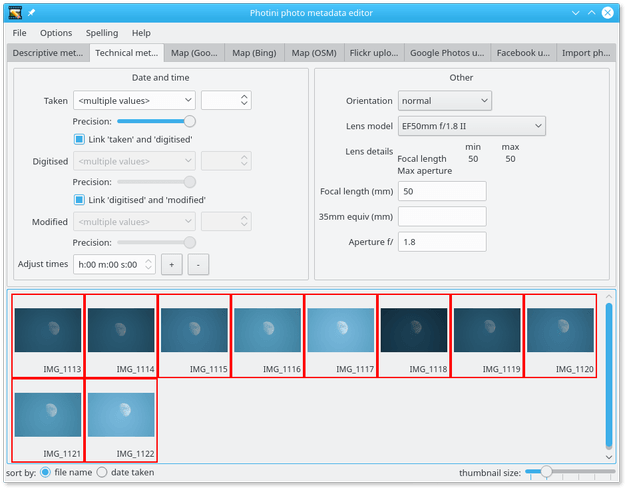 Photini photo metadata editor
File Options Spelling Help
Descriptive met... Technical met... Map (Goo... Map (Bing) Map (OSM) Flickr uplo... Google Photos u... Facebook u... Import ph...
Date and time
Taken <multiple values>
Precision:
Link 'taken' and 'digitised'
Digitised <multiple values>
Precision:
Link 'digitised' and 'modified'
Modified <multiple values>
Precision:
Adjust times h:00 m:00 s:00 + -
Other
Orientation normal
Lens model EF50mm f/1.8 II
Lens details min max
Focal length 50 50
Max aperture
Focal length (mm) 50
35mm equiv (mm)
Aperture f/ 1.8
IMG_1113 IMG_1114 IMG_1115 IMG_1116 IMG_1117 IMG_1118 IMG_1119 IMG_1120
IMG_1121 IMG_1122
sort by: file name date taken thumbnail size: